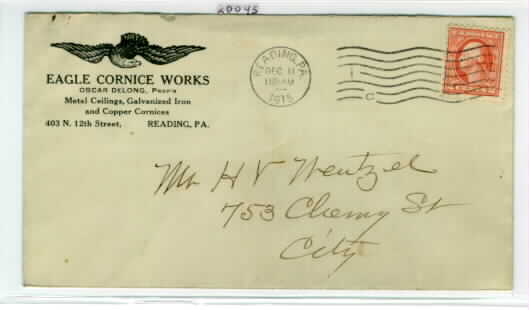 20045
EAGLE CORNICE WORKS
OSCAR DELONG, Prop'r
Metal Ceilings, Galvanized Iron
and Copper Cornices
403 N. 12th Street, READING, PA.
READING, PA.
DEC 11
1915
C
Mr H V Wentzel
753 Cherry St
City